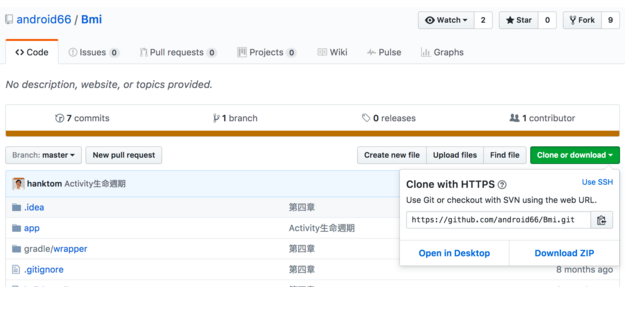 android66 / Bmi
Watch 2 Star 0 Fork 9
Code Issues 0 Pull requests 0 Projects 0 Wiki Pulse Graphs
No description, website, or topics provided.
7 commits 1 branch 0 releases 1 contributor
Branch: master New pull request Create new file Upload files Find file Clone or download
hanktom Activity生命週期
Clone with HTTPS Use SSH
Use Git or checkout with SVN using the web URL.
https://github.com/android66/Bmi.git
Open in Desktop Download ZIP
.idea 第四章
app Activity生命週期
gradle/wrapper 第四章
.gitignore 第四章 8 months ago